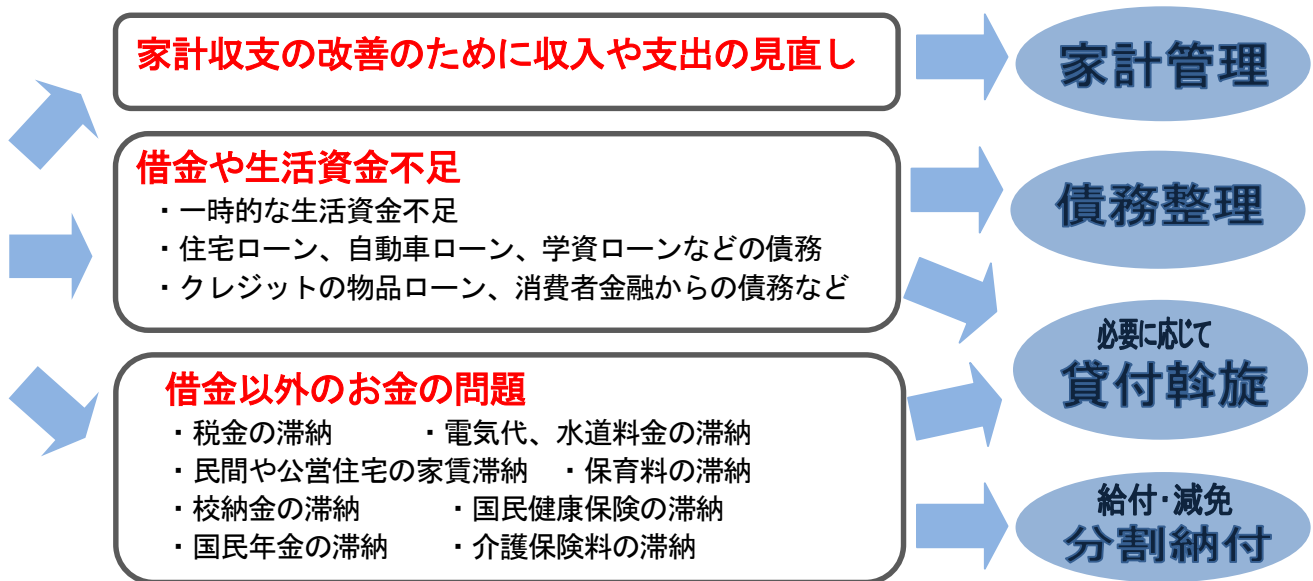 家計収支の改善のために収入や支出の見直し
家計管理
借金や生活資金不足
・一時的な生活資金不足
・住宅ローン、自動車ローン、学資ローンなどの債務
・クレジットの物品ローン、消費者金融からの債務など
債務整理
必要に応じて
貸付斡旋
借金以外のお金の問題
・税金の滞納 ・電気代、水道料金の滞納
・民間や公営住宅の家賃滞納 ・保育料の滞納
・校納金の滞納 ・国民健康保険の滞納
・国民年金の滞納 ・介護保険料の滞納
給付・減免
分割納付